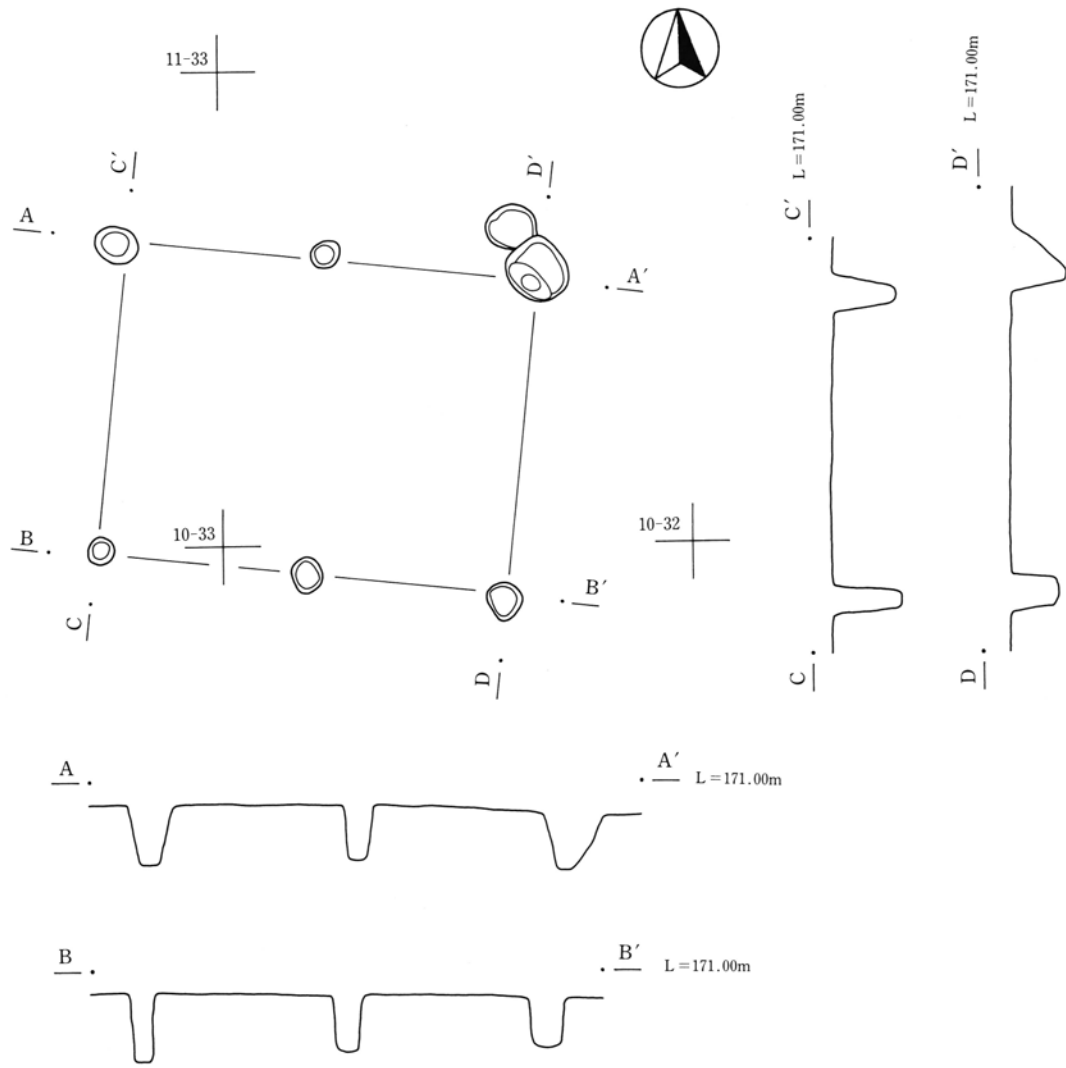 11-33
C′
D′
A
A′
10-33
10-32
B
B′
C
D
C′ L=171.00m
D′ L=171.00m
C
D
A
A′ L=171.00m
B
B′ L=171.00m